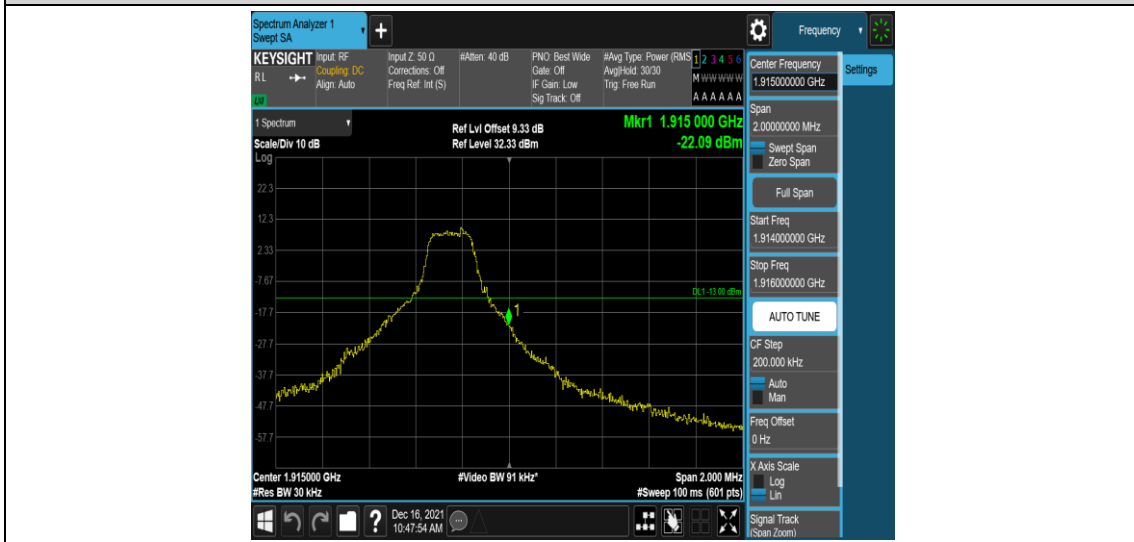 Spectrum Analyzer 1
Swept SA
Frequency
KEYSIGHT
RL
LXI
Input: RF
Coupling: DC
Align: Auto
Input Z: 50 Ω
Corrections: Off
Freq Ref: Int (S)
#Atten: 40 dB
PNO: Best Wide
Gate: Off
IF Gain: Low
Sig Track: Off
#Avg Type: Power (RMS
Avg|Hold: 30/30
Trig: Free Run
1 2 3 4 5 6
M W W W W W
A A A A A A
1 Spectrum
Scale/Div 10 dB
Log
Ref Lvl Offset 9.33 dB
Ref Level 32.33 dBm
Mkr1 1.915 000 GHz
-22.09 dBm
22.3
12.3
2.33
-7.67
DL1 -13.00 dBm
-17.7
1
-27.7
-37.7
-47.7
-57.7
Center 1.915000 GHz
#Res BW 30 kHz
#Video BW 91 kHz*
Span 2.000 MHz
#Sweep 100 ms (601 pts)
Dec 16, 2021
10:47:54 AM
Center Frequency
1.915000000 GHz
Settings
Span
2.00000000 MHz
Swept Span
Zero Span
Full Span
Start Freq
1.914000000 GHz
Stop Freq
1.916000000 GHz
AUTO TUNE
CF Step
200.000 kHz
Auto
Man
Freq Offset
0 Hz
X Axis Scale
Log
Lin
Signal Track
(Span Zoom)